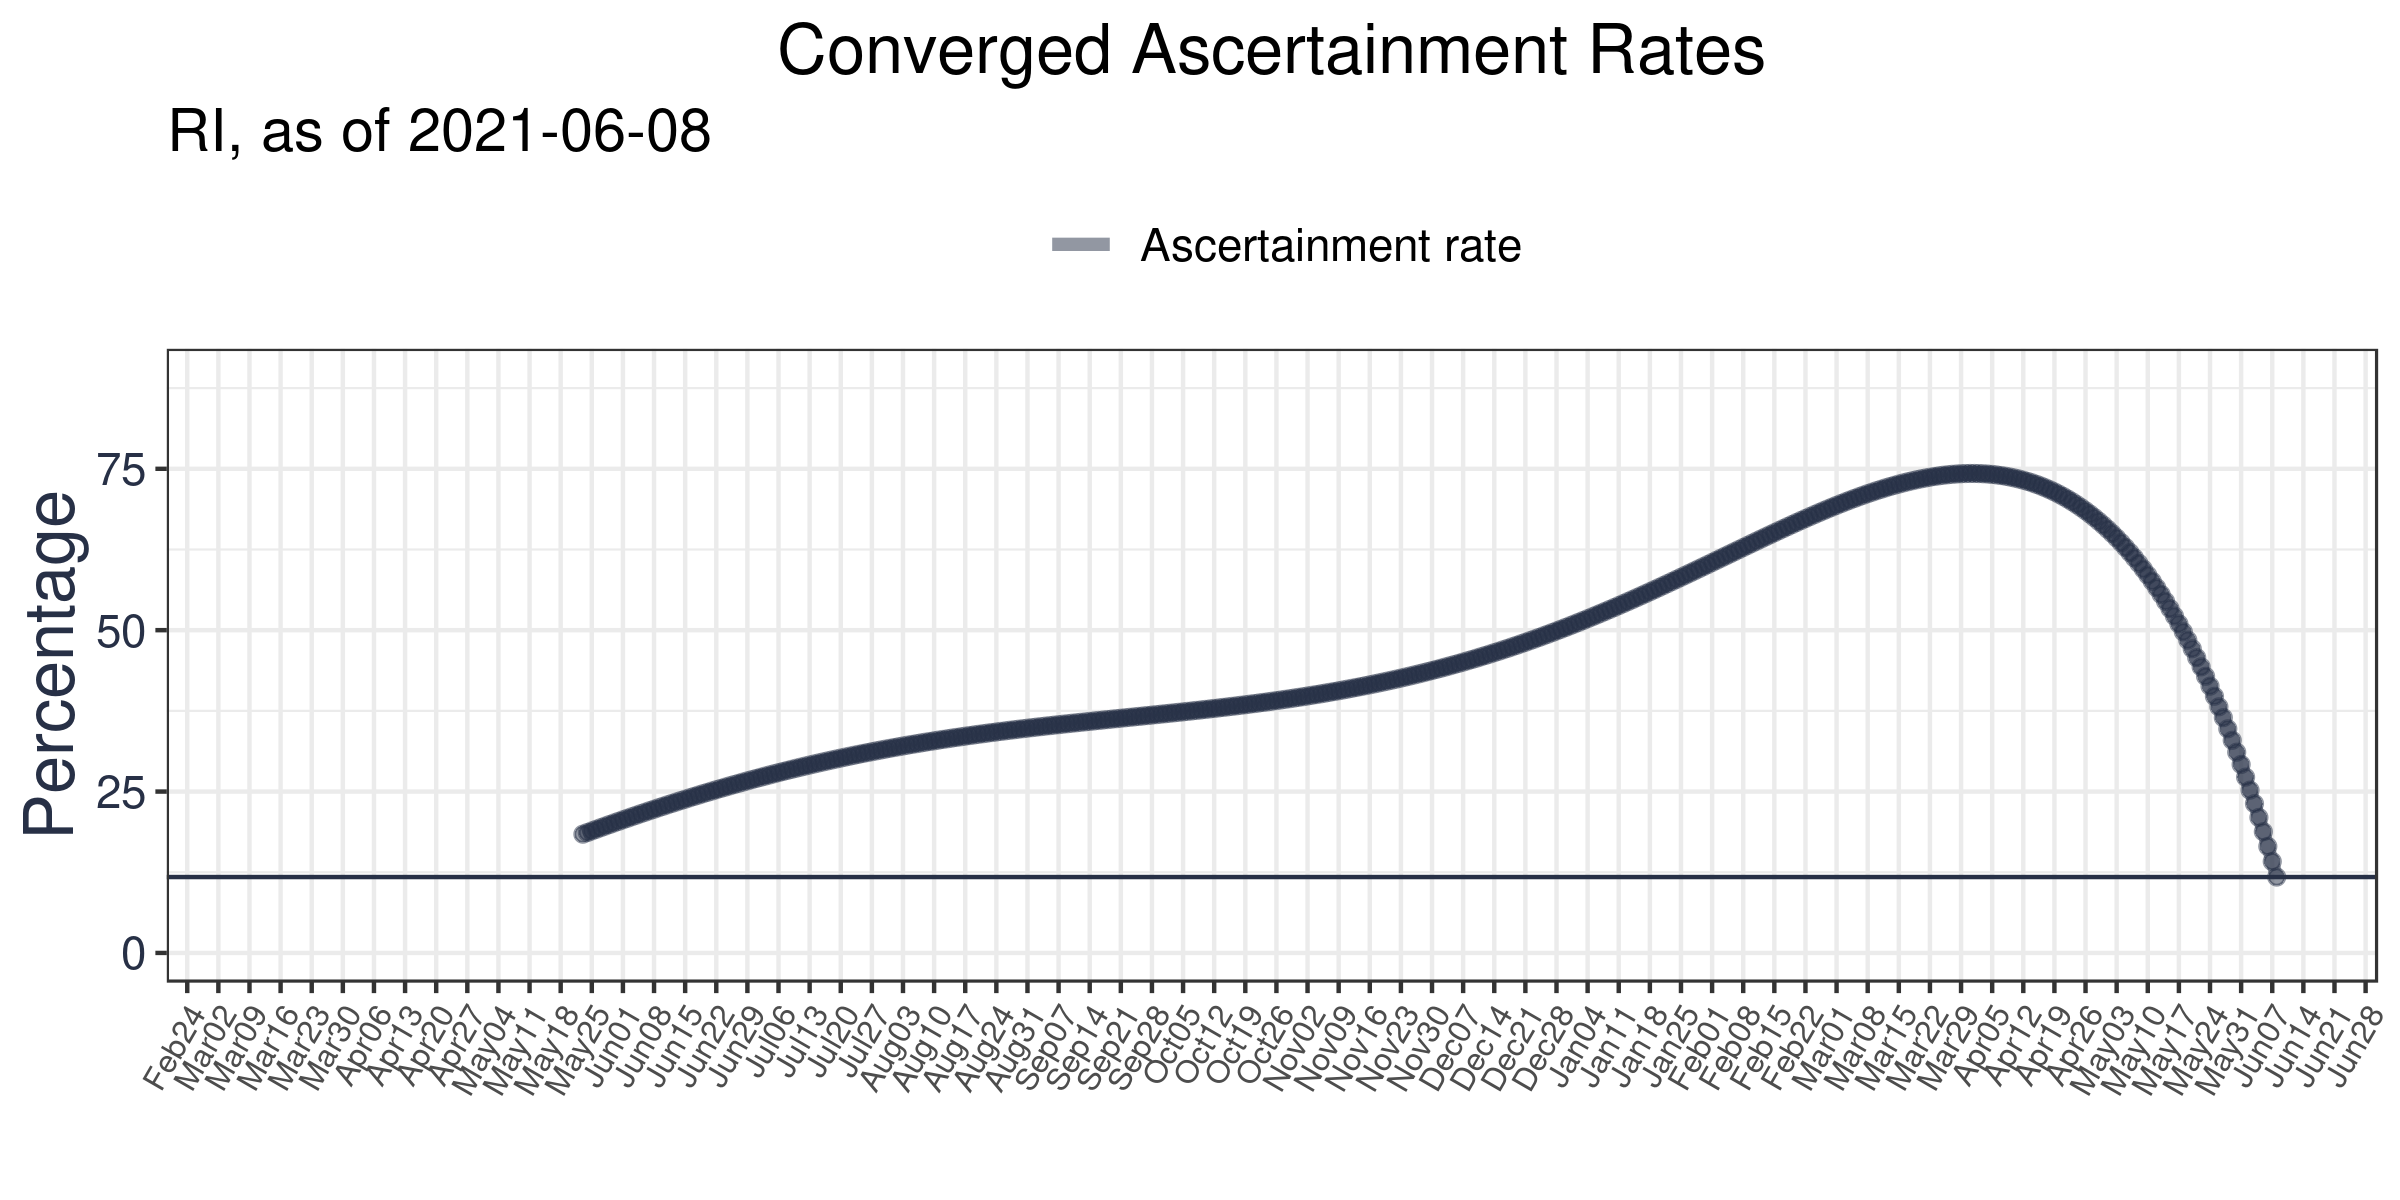 Converged Ascertainment Rates
RI, as of 2021-06-08
Ascertainment rate
Percentage
75
50
25
0
Feb24
Mar02
Mar09
Mar16
Mar23
Mar30
Apr06
Apr13
Apr20
Apr27
May04
May11
May18
May25
Jun01
Jun08
Jun15
Jun22
Jun29
Jul06
Jul13
Jul20
Jul27
Aug03
Aug10
Aug17
Aug24
Aug31
Sep07
Sep14
Sep21
Sep28
Oct05
Oct12
Oct19
Oct26
Nov02
Nov09
Nov16
Nov23
Nov30
Dec07
Dec14
Dec21
Dec28
Jan04
Jan11
Jan18
Jan25
Feb01
Feb08
Feb15
Feb22
Mar01
Mar08
Mar15
Mar22
Mar29
Apr05
Apr12
Apr19
Apr26
May03
May10
May17
May24
May31
Jun07
Jun14
Jun21
Jun28